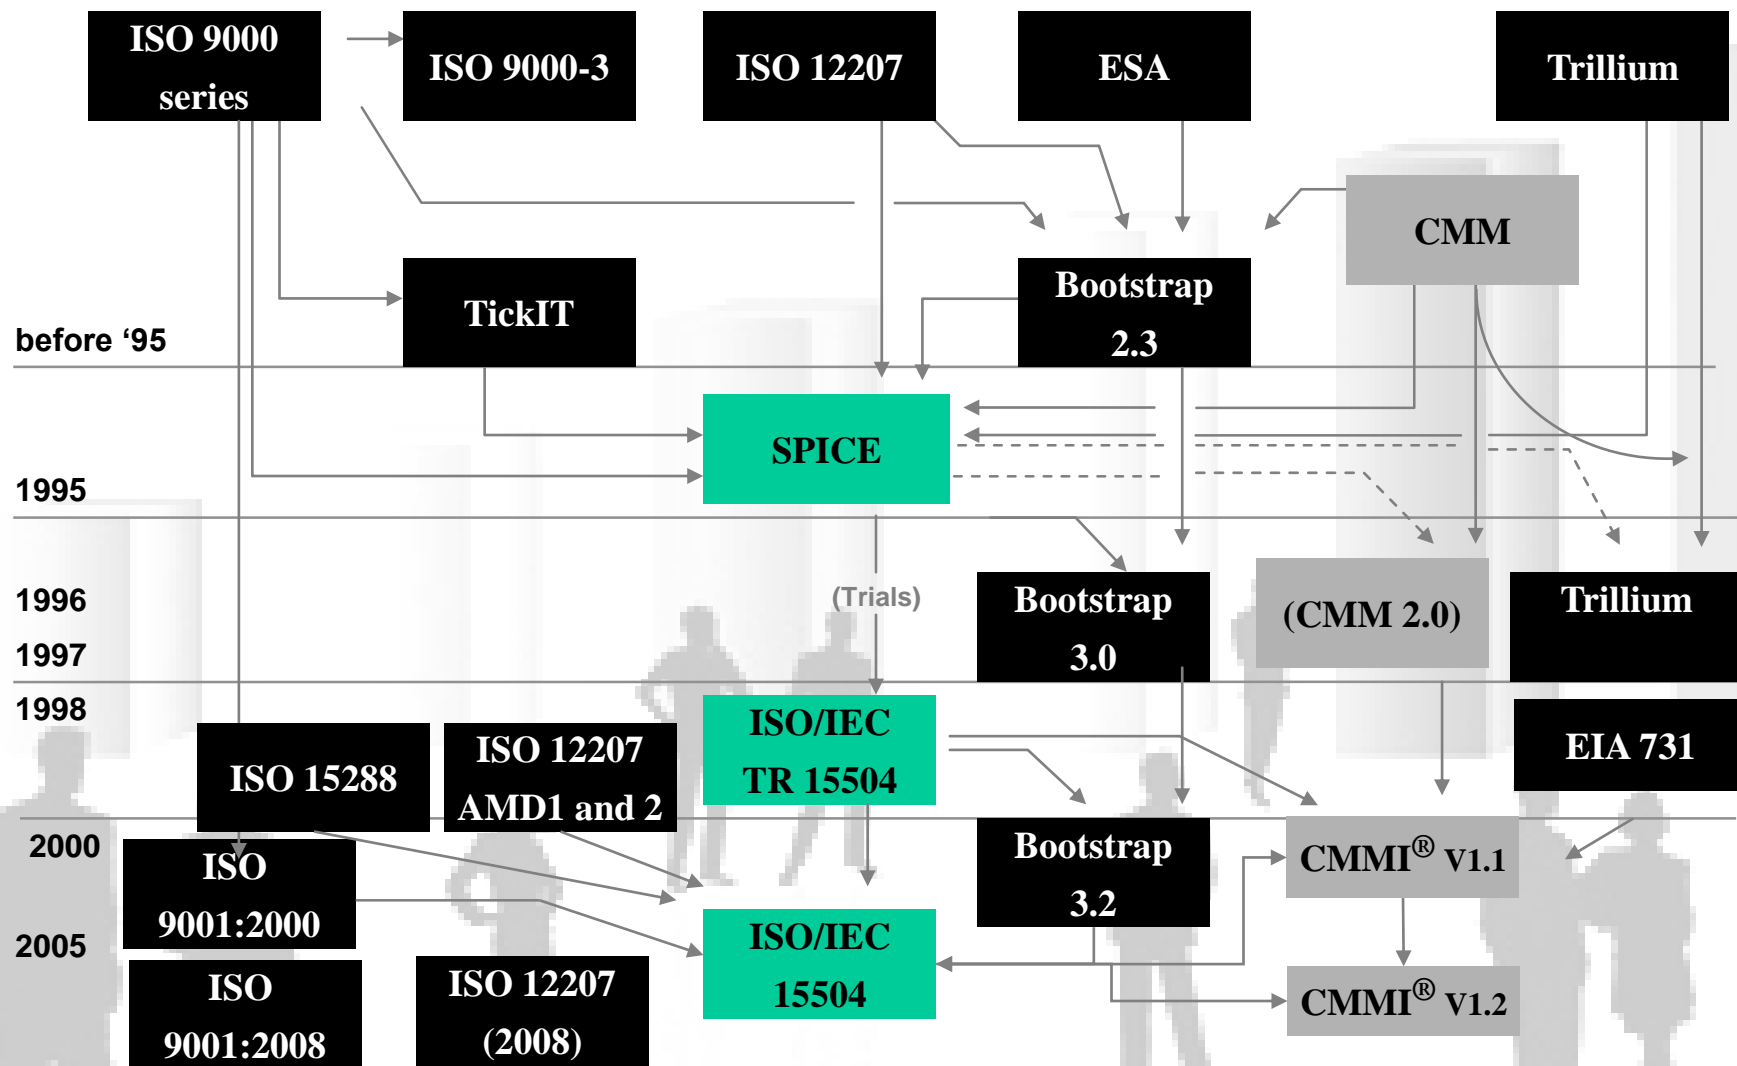 ISO 9000
series
ISO 9000-3
ISO 12207
ESA
Trillium
CMM
TickIT
Bootstrap
2.3
before ‘95
SPICE
1995
1996
(Trials)
Bootstrap
3.0
(CMM 2.0)
Trillium
1997
1998
ISO 15288
ISO 12207
AMD1 and 2
ISO/IEC
TR 15504
EIA 731
2000
ISO
9001:2000
Bootstrap
3.2
CMMI® V1.1
2005
ISO
9001:2008
ISO 12207
(2008)
ISO/IEC
15504
CMMI® V1.2